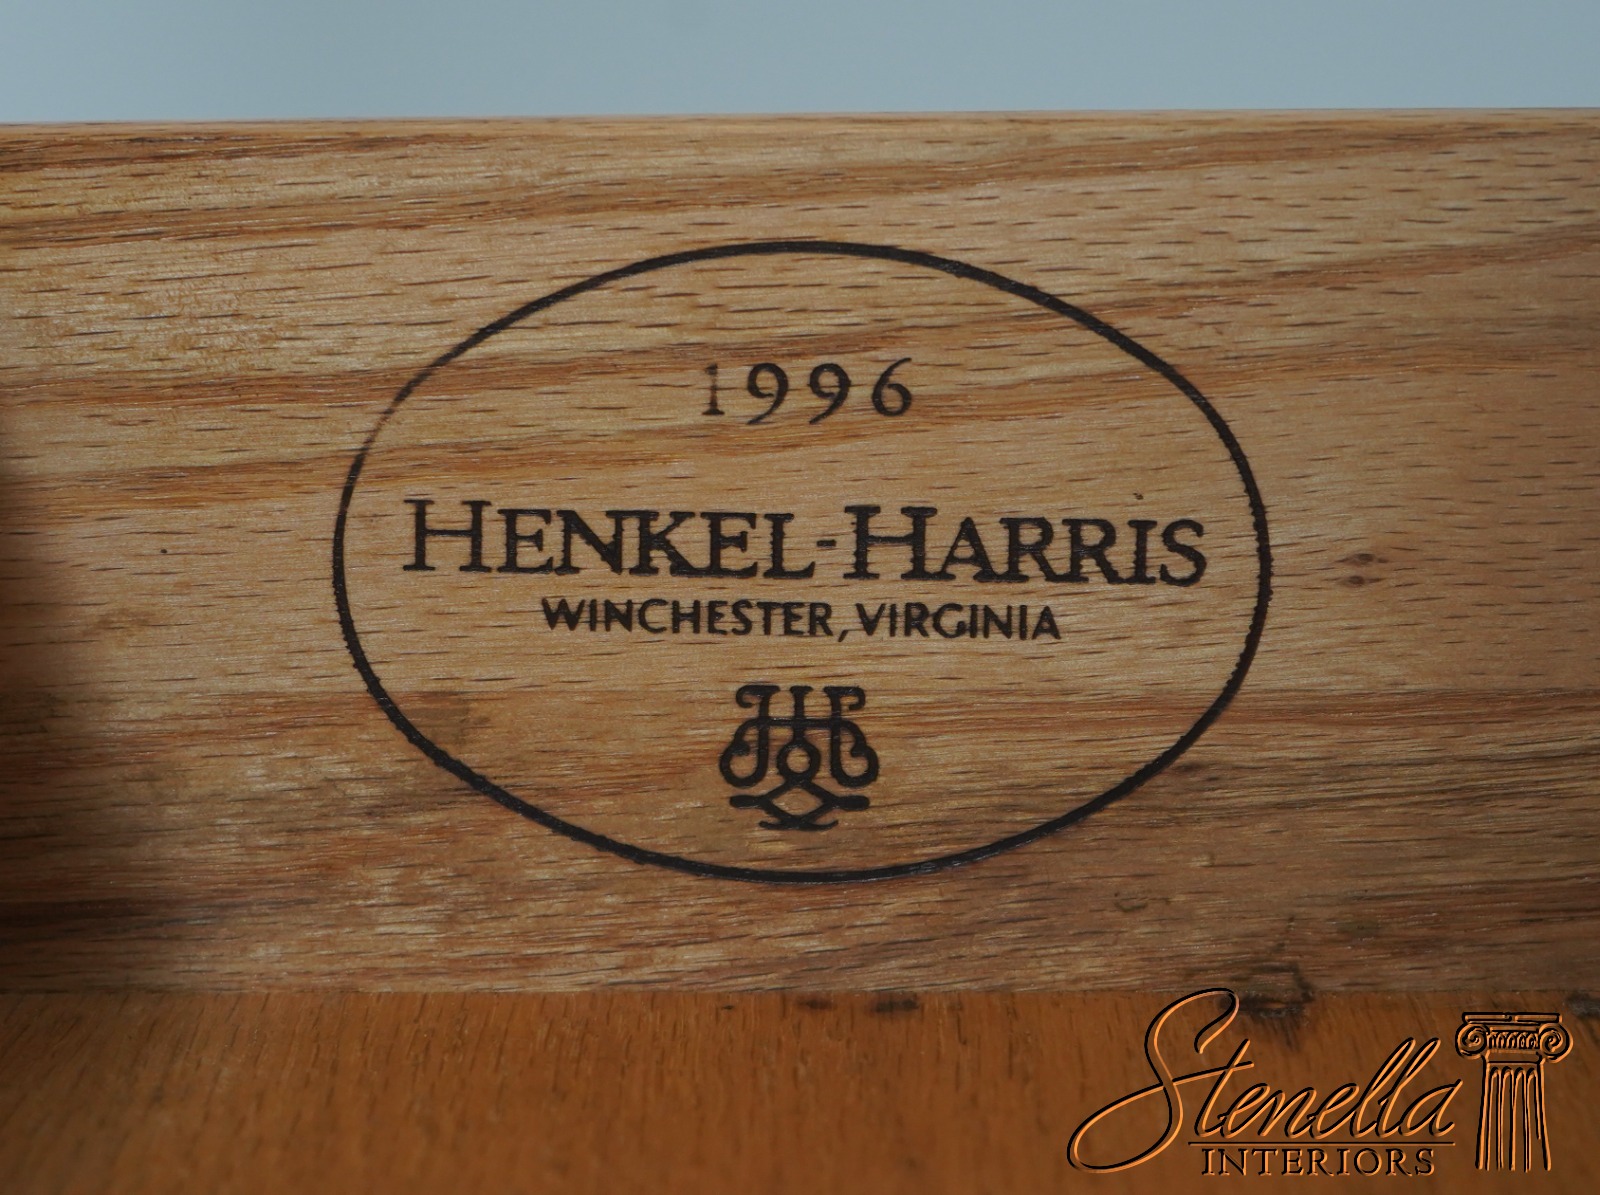 1996
HENKEL-HARRIS
WINCHESTER, VIRGINIA
Stenella
INTERIORS